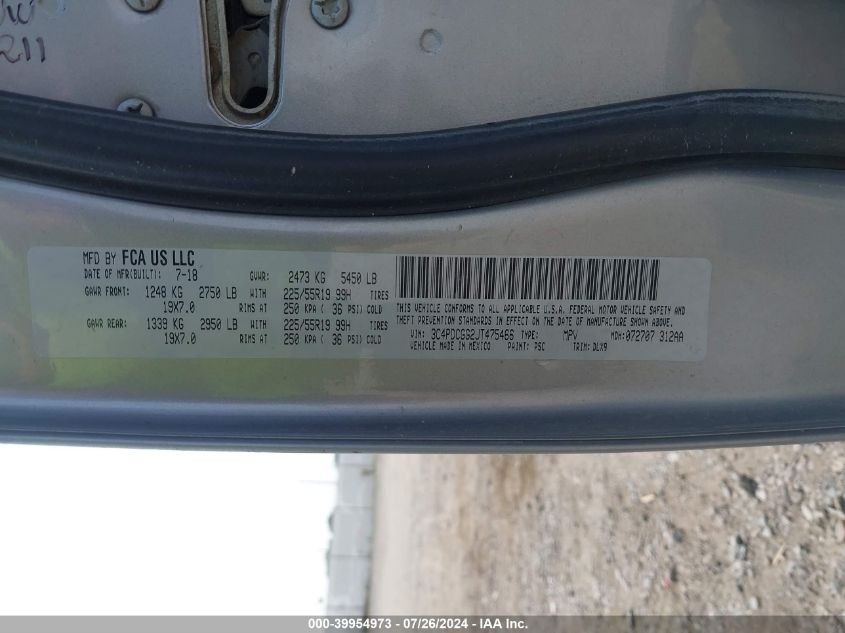 211
MFD BY FCA US LLC
DATE OF MFR(BUILT): 7-18 GVWR: 2473 KG 5450 LB
GAWR FRONT: 1248 KG 2750 LB WITH 225/55R19 99H TIRES
19X7.0 RIMS AT 250 KPA ( 36 PSI) COLD
GAWR REAR: 1339 KG 2950 LB WITH 225/55R19 99H TIRES
19X7.0 RIMS AT 250 KPA ( 36 PSI) COLD
THIS VEHICLE CONFORMS TO ALL APPLICABLE U.S.A. FEDERAL MOTOR VEHICLE SAFETY AND
THEFT PREVENTION STANDARDS IN EFFECT ON THE DATE OF MANUFACTURE SHOWN ABOVE.
VIN: 3C4PDCGG2JT475466 TYPE: MPV MDH: 072707 312AA
VEHICLE MADE IN MEXICO PAINT: PSC TRIM: DLX9
000-39954973 - 07/26/2024 - IAA Inc.